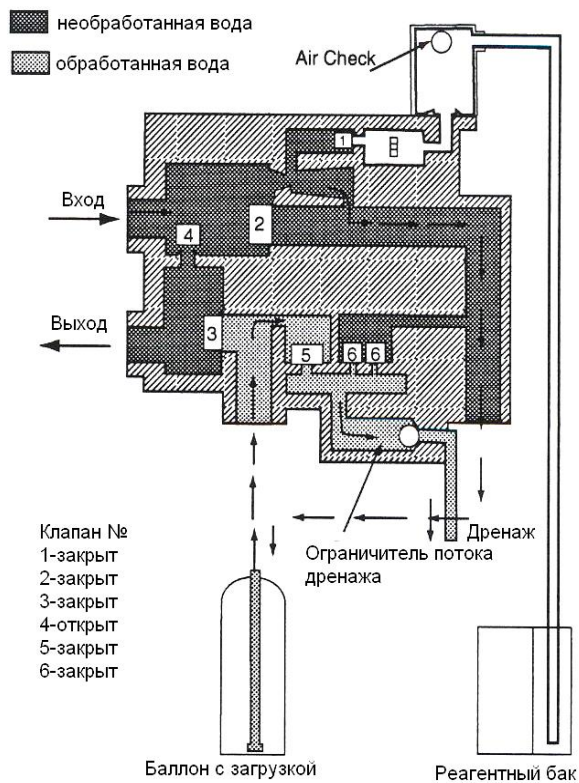 необработанная вода
обработанная вода
Air Check
1
Вход
2
4
Выход
3
5
6 6
Дренаж
Ограничитель потока
дренажа
Клапан №
1-закрыт
2-закрыт
3-закрыт
4-открыт
5-закрыт
6-закрыт
Баллон с загрузкой
Реагентный бак